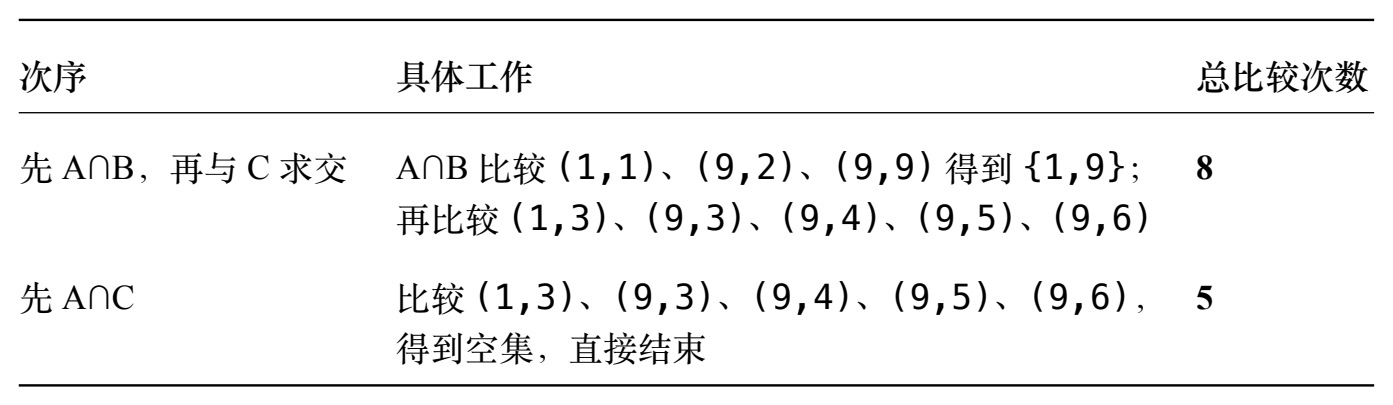 次序 具体工作 总比较次数
先 A∩B，再与 C 求交 A∩B 比较 (1,1)、(9,2)、(9,9) 得到 {1,9}； 8
再比较 (1,3)、(9,3)、(9,4)、(9,5)、(9,6)
先 A∩C 比较 (1,3)、(9,3)、(9,4)、(9,5)、(9,6)， 5
得到空集，直接结束